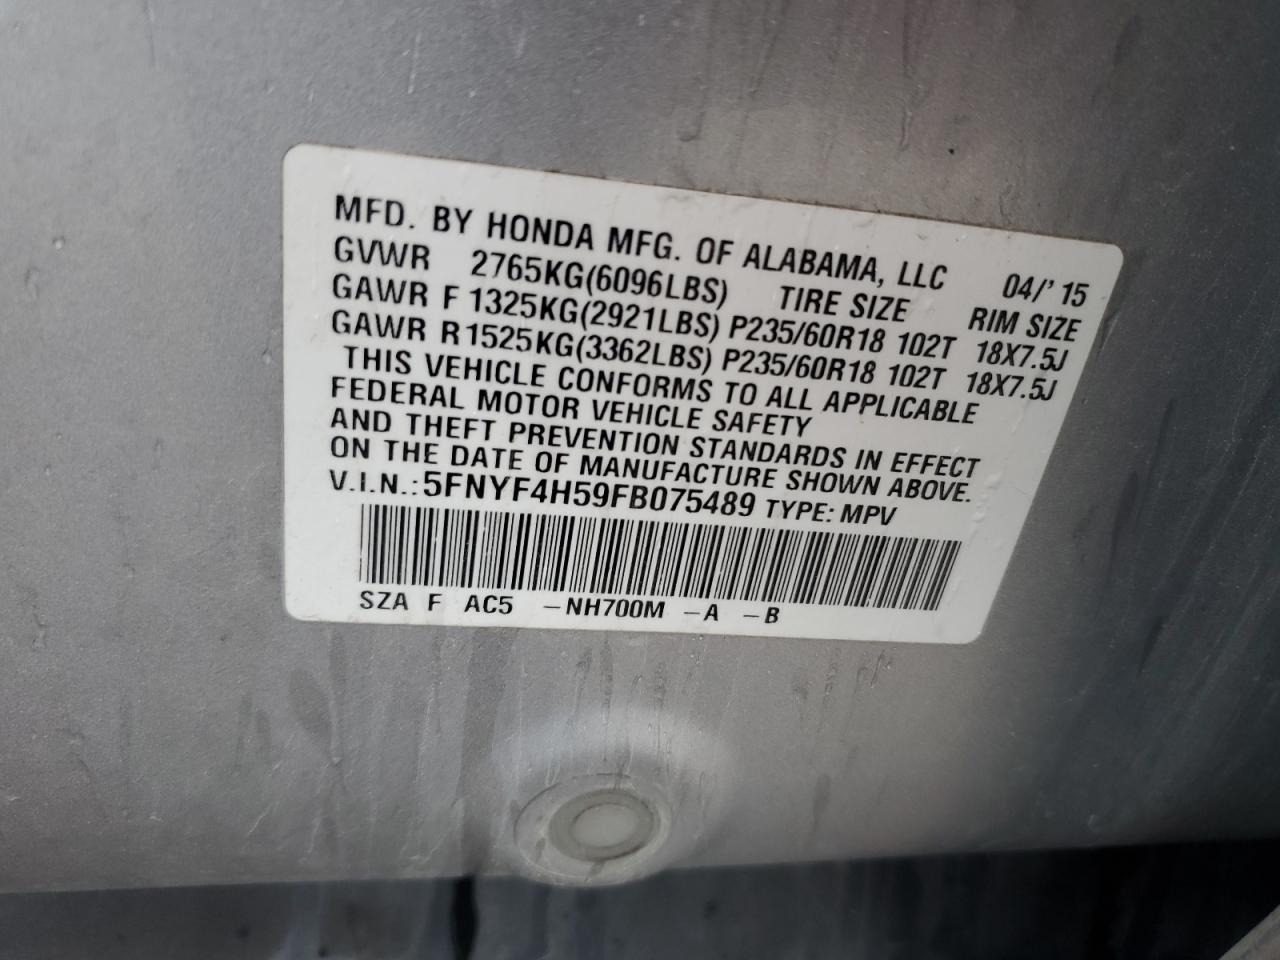 MFD. BY HONDA MFG. OF ALABAMA, LLC 04/'15
GVWR 2765KG(6096LBS) TIRE SIZE RIM SIZE
GAWR F 1325KG(2921LBS) P235/60R18 102T 18X7.5J
GAWR R 1525KG(3362LBS) P235/60R18 102T 18X7.5J
THIS VEHICLE CONFORMS TO ALL APPLICABLE
FEDERAL MOTOR VEHICLE SAFETY
AND THEFT PREVENTION STANDARDS IN EFFECT
ON THE DATE OF MANUFACTURE SHOWN ABOVE.
V.I.N.: 5FNYF4H59FB075489 TYPE: MPV
SZA F AC5 –NH700M –A –B